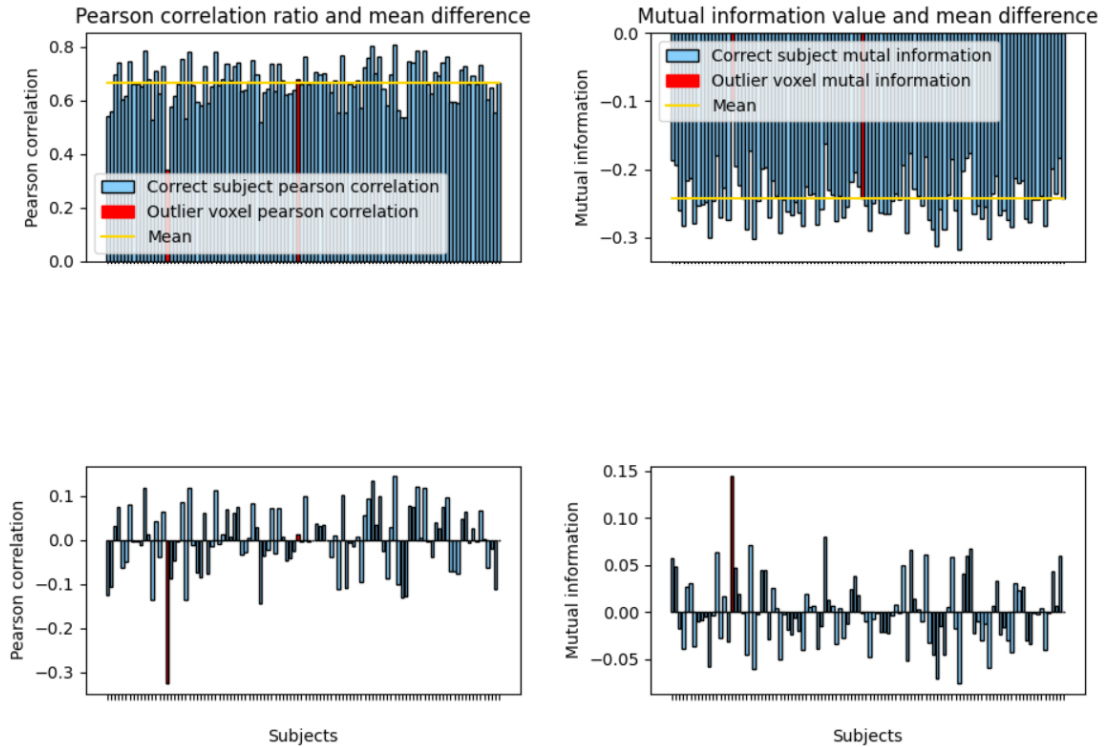 Pearson correlation ratio and mean difference
0.8
0.6
0.4
0.2
0.0
Pearson correlation
Correct subject pearson correlation
Outlier voxel pearson correlation
Mean
Mutual information value and mean difference
0.0
−0.1
−0.2
−0.3
Mutual information
Correct subject mutal information
Outlier voxel mutal information
Mean
0.1
0.0
−0.1
−0.2
−0.3
Pearson correlation
Subjects
0.15
0.10
0.05
0.00
−0.05
Mutual information
Subjects